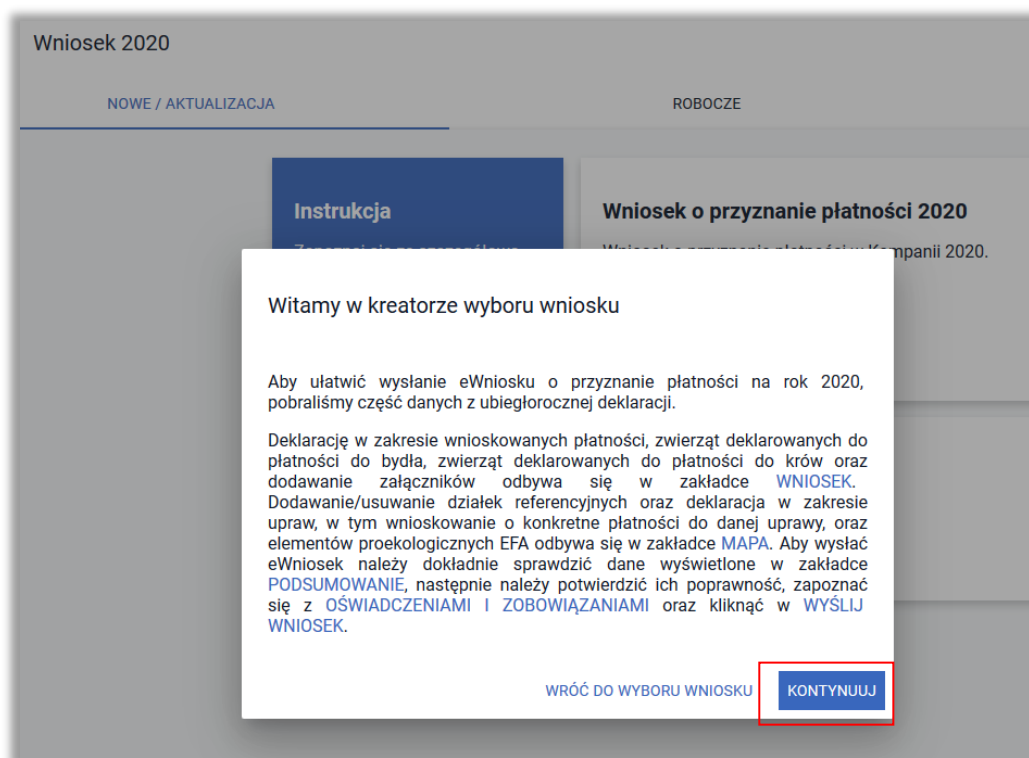 Wniosek 2020
NOWE / AKTUALIZACJA
ROBOCZE
Instrukcja
Wniosek o przyznanie płatności 2020
Wniosek o przyznanie płatności w Kampanii 2020.
Witamy w kreatorze wyboru wniosku
Aby ułatwić wysłanie eWniosku o przyznanie płatności na rok 2020,
pobraliśmy część danych z ubiegłorocznej deklaracji.
Deklarację w zakresie wnioskowanych płatności, zwierząt deklarowanych do
płatności do bydła, zwierząt deklarowanych do płatności do krów oraz
dodawanie załączników odbywa się w zakładce WNIOSEK.
Dodawanie/usuwanie działek referencyjnych oraz deklaracja w zakresie
upraw, w tym wnioskowanie o konkretne płatności do danej uprawy, oraz
elementów proekologicznych EFA odbywa się w zakładce MAPA. Aby wysłać
eWniosek należy dokładnie sprawdzić dane wyświetlone w zakładce
PODSUMOWANIE, następnie należy potwierdzić ich poprawność, zapoznać
się z OŚWIADCZENIAMI I ZOBOWIĄZANIAMI oraz kliknąć w WYŚLIJ
WNIOSEK.
WRÓĆ DO WYBORU WNIOSKU
KONTYNUUJ